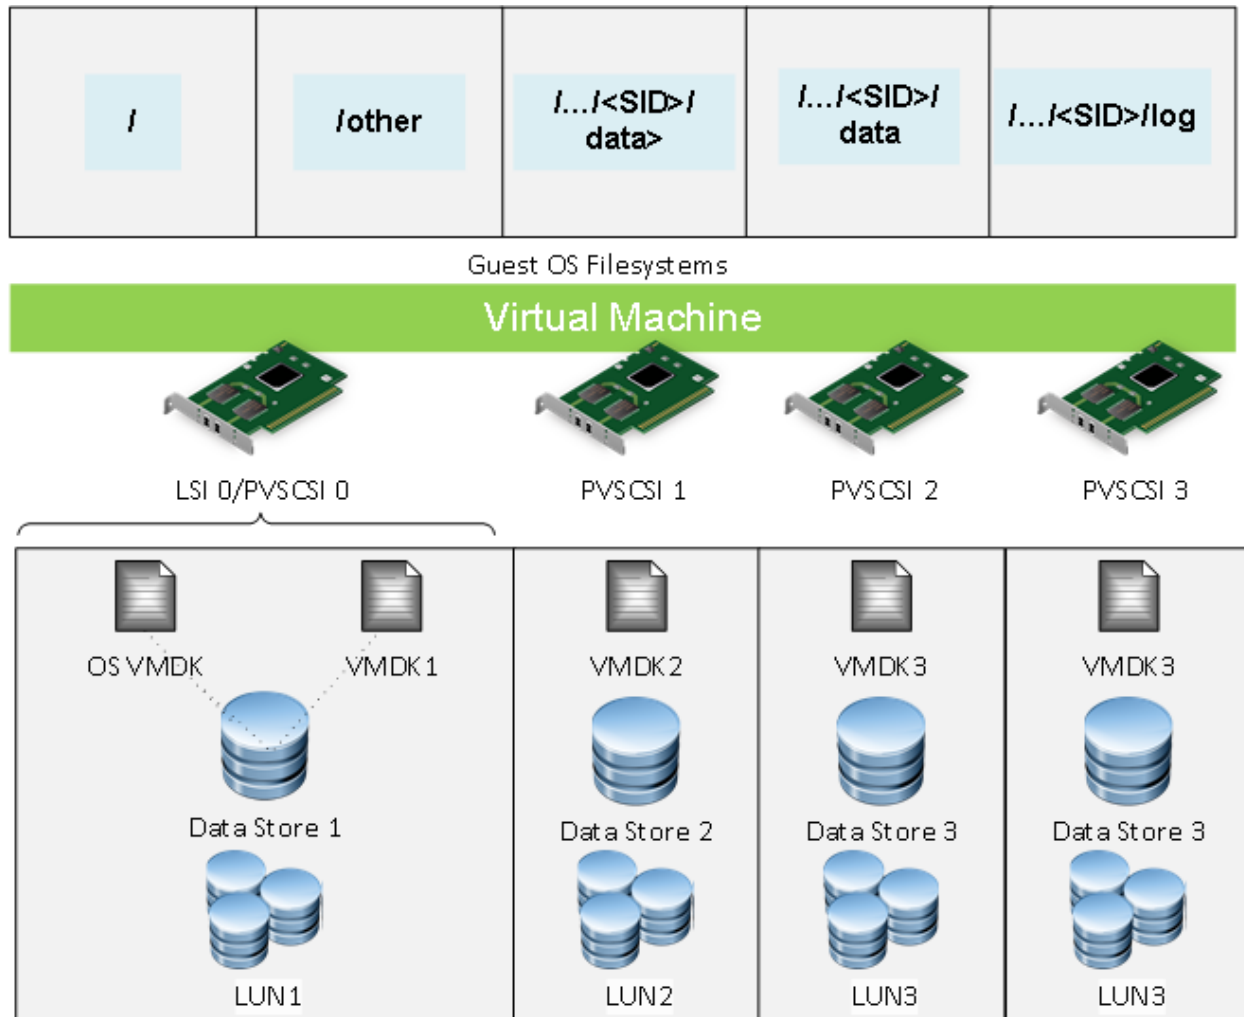 /
/other
/.../<SID>/
data>
/.../<SID>/
data
/.../<SID>/log
Guest OS Filesystems
Virtual Machine
LSI 0/PVSCSI 0
PVSCSI 1
PVSCSI 2
PVSCSI 3
OS VMDK
VMDK1
VMDK2
VMDK3
VMDK3
Data Store 1
Data Store 2
Data Store 3
Data Store 3
LUN1
LUN2
LUN3
LUN3